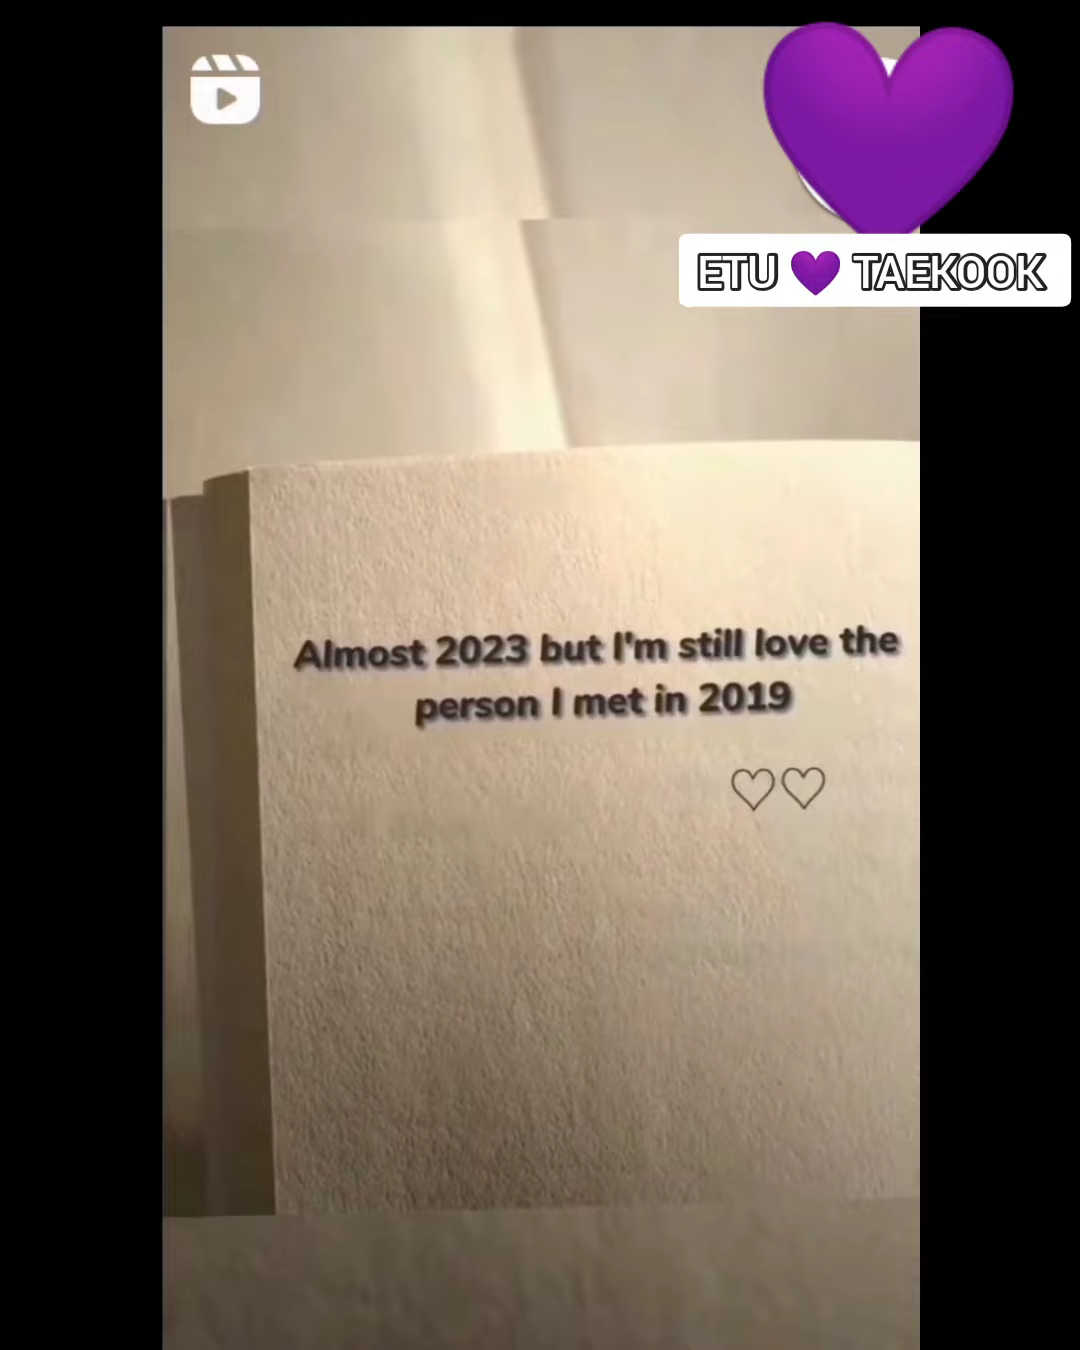 ETU 💜 TAEKOOK
Almost 2023 but I'm still love the
person I met in 2019
♡♡